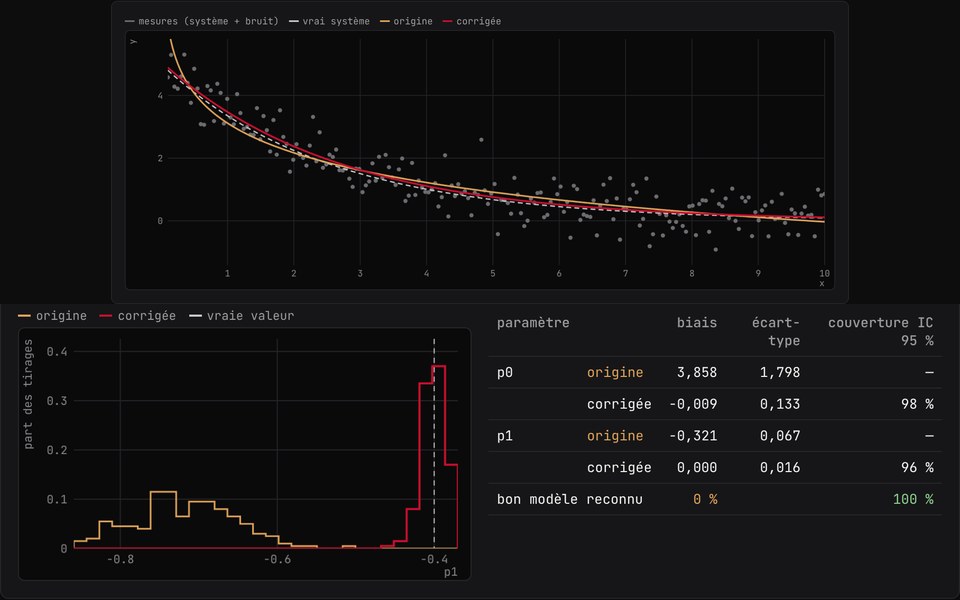 mesures (système + bruit) vrai système origine corrigée
y
4
2
0
1 2 3 4 5 6 7 8 9 10
x
origine corrigée vraie valeur
part des tirages
0.4
0.3
0.2
0.1
0
-0.8 -0.6 -0.4
p1
paramètre biais écart-type couverture IC 95 %
p0 origine 3,858 1,798 —
corrigée -0,009 0,133 98 %
p1 origine -0,321 0,067 —
corrigée 0,000 0,016 96 %
bon modèle reconnu 0 % 100 %